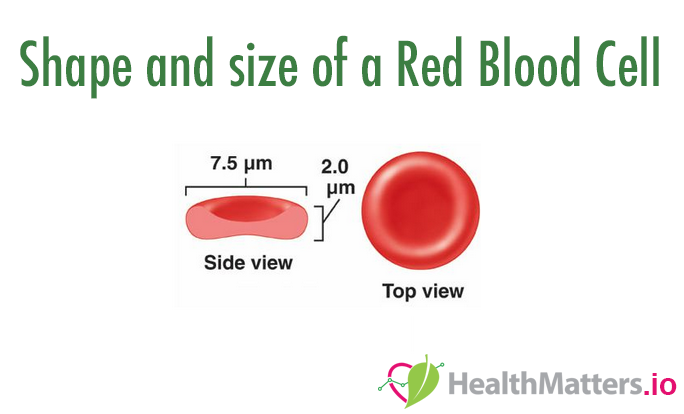 Shape and size of a Red Blood Cell
7.5 µm
2.0
µm
Side view
Top view
HealthMatters.io